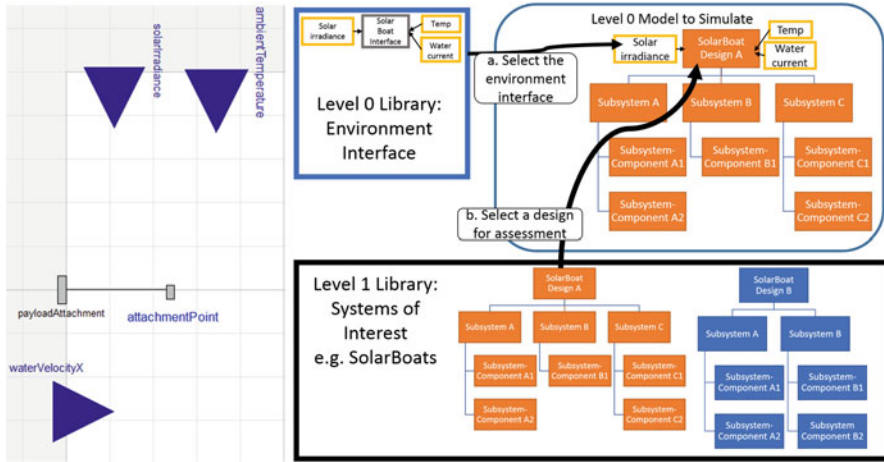 solarIrradiance
ambientTemperature
payloadAttachment
attachmentPoint
waterVelocityX
Solar
irradiance
Solar
Boat
Interface
Temp
Water
current
Level 0 Library:
Environment
Interface
Level 0 Model to Simulate
Solar
irradiance
SolarBoat
Design A
Temp
Water
current
a. Select the
environment
interface
Subsystem A
Subsystem B
Subsystem C
Subsystem-
Component A1
Subsystem-
Component B1
Subsystem-
Component C1
Subsystem-
Component A2
Subsystem-
Component C2
b. Select a design
for assessment
Level 1 Library:
Systems of
Interest
e.g. SolarBoats
SolarBoat
Design A
Subsystem A
Subsystem B
Subsystem C
Subsystem-
Component A1
Subsystem-
Component B1
Subsystem-
Component C1
Subsystem-
Component A2
Subsystem-
Component C2
SolarBoat
Design B
Subsystem A
Subsystem B
Subsystem-
Component A1
Subsystem-
Component B1
Subsystem-
Component A2
Subsystem
Component B2